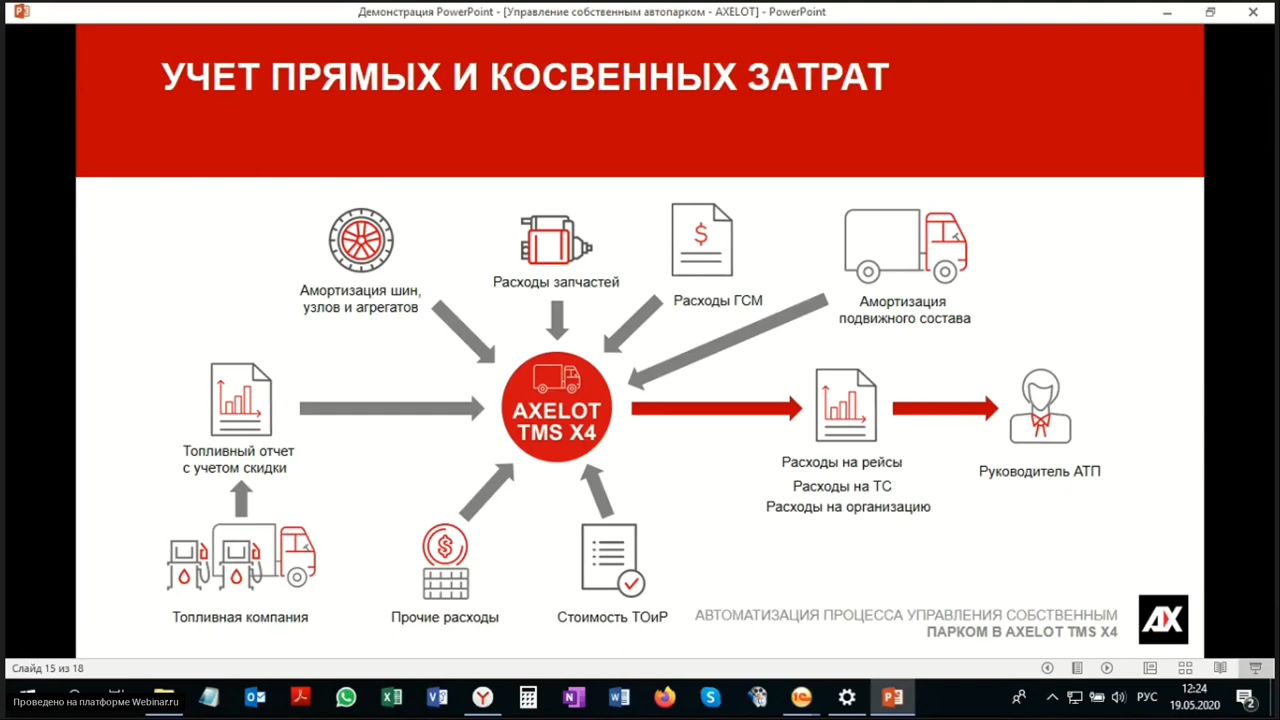 Демонстрация PowerPoint - [Управление собственным автопарком - AXELOT] - PowerPoint
УЧЕТ ПРЯМЫХ И КОСВЕННЫХ ЗАТРАТ
Амортизация шин,
узлов и агрегатов
Расходы запчастей
Расходы ГСМ
Амортизация
подвижного состава
AXELOT
TMS X4
Топливный отчет
с учетом скидки
Расходы на рейсы
Расходы на ТС
Расходы на организацию
Руководитель АТП
Топливная компания
Прочие расходы
Стоимость ТОиР
АВТОМАТИЗАЦИЯ ПРОЦЕССА УПРАВЛЕНИЯ СОБСТВЕННЫМ
ПАРКОМ В AXELOT TMS X4
AX
Слайд 15 из 18
Проведено на платформе Webinar.ru
РУС
12:24
19.05.2020
2